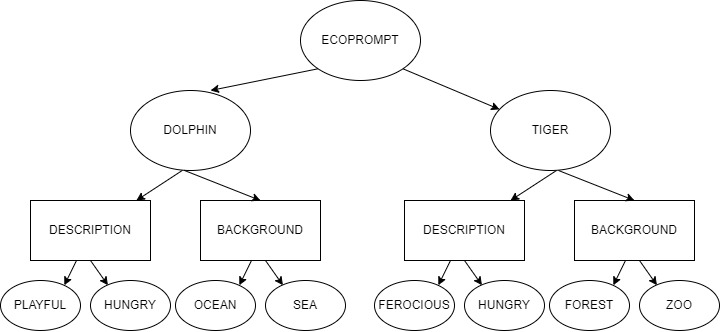 ECOPROMPT
DOLPHIN
TIGER
DESCRIPTION
BACKGROUND
DESCRIPTION
BACKGROUND
PLAYFUL
HUNGRY
OCEAN
SEA
FEROCIOUS
HUNGRY
FOREST
ZOO